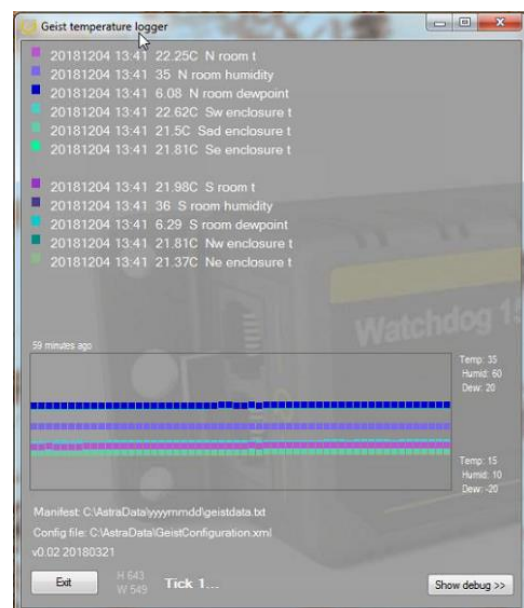 Geist temperature logger
20181204 13:41 22.25C N room t
20181204 13:41 35 N room humidity
20181204 13:41 6.08 N room dewpoint
20181204 13:41 22.62C Sw enclosure t
20181204 13:41 21.5C Sad enclosure t
20181204 13:41 21.81C Se enclosure t
20181204 13:41 21.98C S room t
20181204 13:41 36 S room humidity
20181204 13:41 6.29 S room dewpoint
20181204 13:41 21.81C Nw enclosure t
20181204 13:41 21.37C Ne enclosure t
Watchdog 15
59 minutes ago
Temp: 35
Humid: 60
Dew: 20
Temp: 15
Humid: 10
Dew: -20
Manifest: C:\AstraData\yyyymmdd\geistdata.txt
Config file: C:\AstraData\GeistConfiguration.xml
v0.02 20180321
Exit
H 643
W 549
Tick 1...
Show debug >>